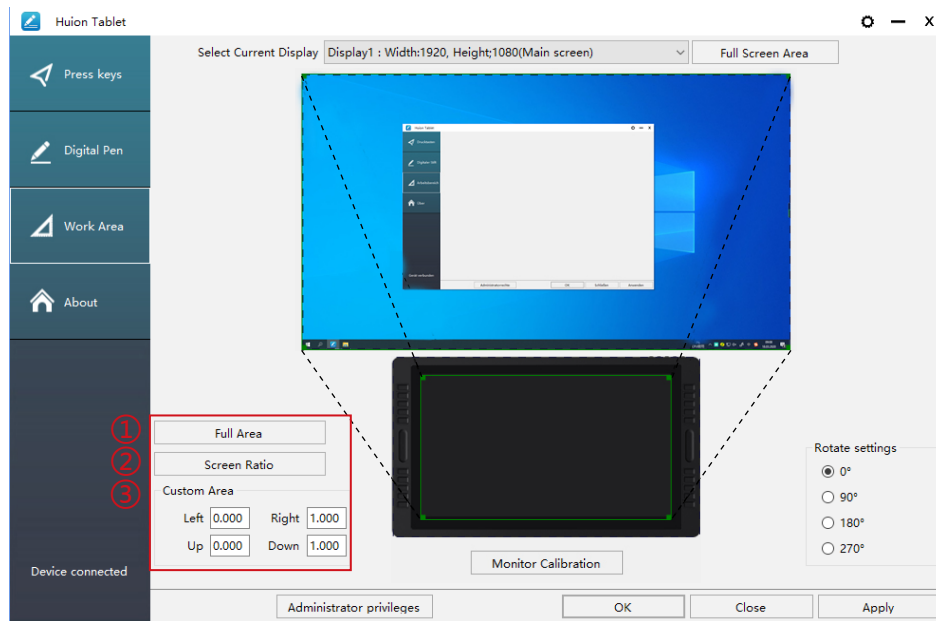 Huion Tablet
X
Select Current Display Display1 : Width:1920, Height;1080(Main screen) Full Screen Area
Press keys
Digital Pen
Work Area
About
Huion Tablet
① Full Area
② Screen Ratio
③ Custom Area
Left 0.000 Right 1.000
Up 0.000 Down 1.000
Rotate settings
0°
90°
180°
270°
Monitor Calibration
Device connected
Administrator privileges OK Close Apply